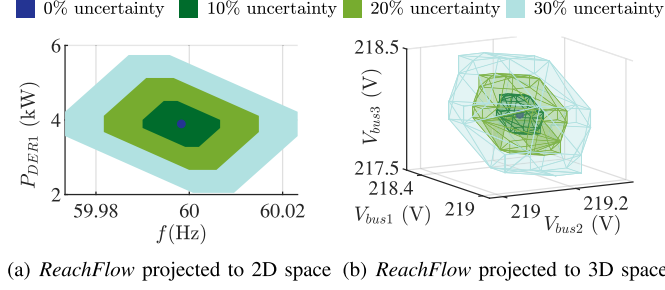 0% uncertainty 10% uncertainty 20% uncertainty 30% uncertainty
6
4
2
P_DER1 (kW)
59.98 60 60.02
f(Hz)
218.5
217.5
V_bus3 (V)
218.4
219
V_bus1 (V)
219 219.2
V_bus2 (V)
(a) ReachFlow projected to 2D space (b) ReachFlow projected to 3D space